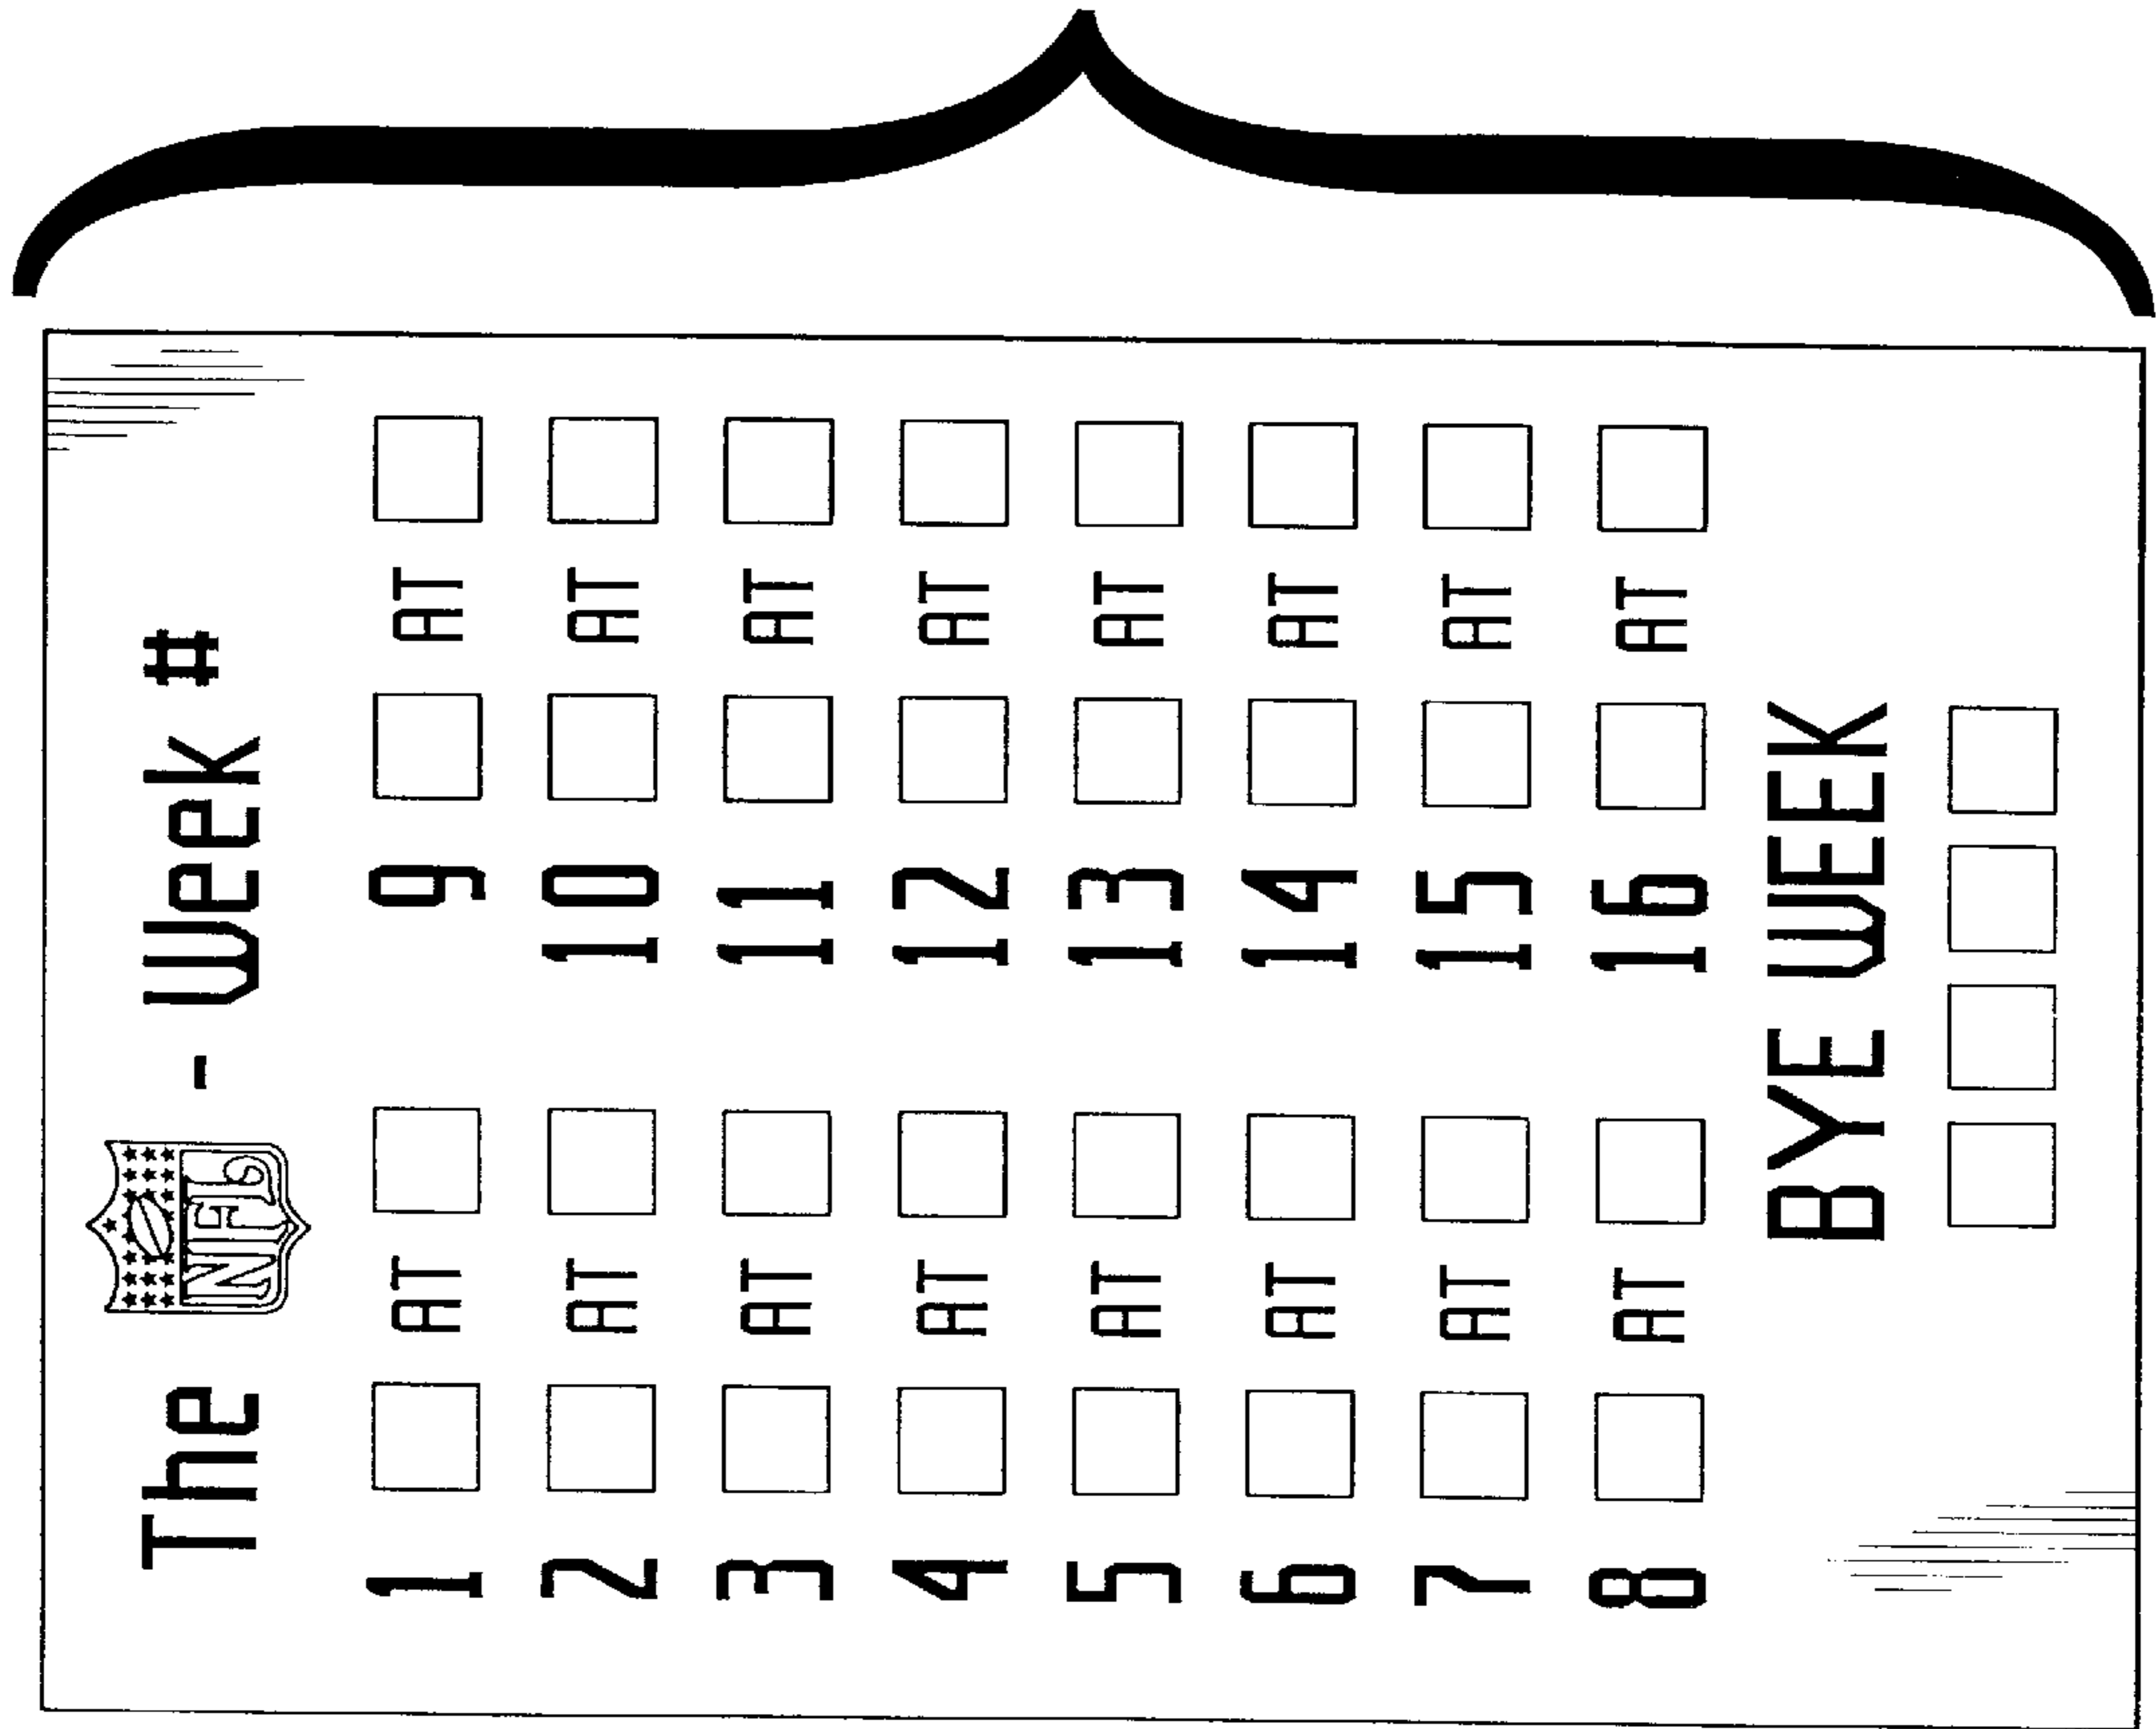 The NFL - Week #
1 AT 9 AT
2 AT 10 AT
3 AT 11 AT
4 AT 12 AT
5 AT 13 AT
6 AT 14 AT
7 AT 15 AT
8 AT 16 AT
BYE WEEK